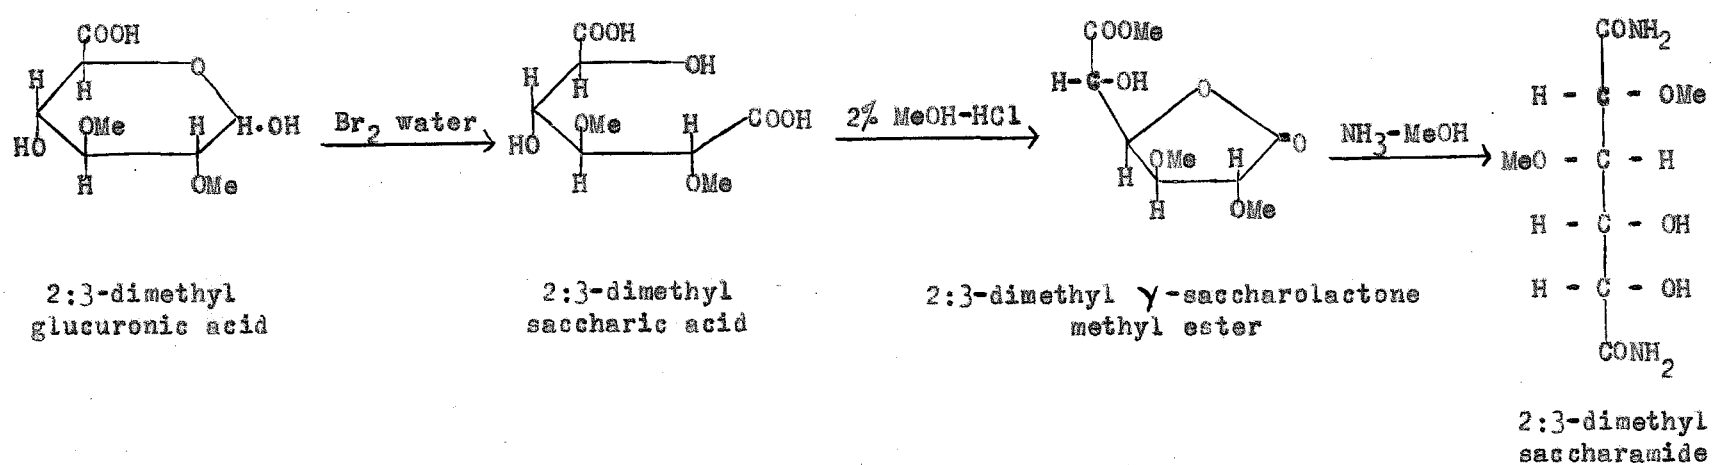 COOH
O
H
H
OMe
H
H·OH
HO
H
OMe
2:3-dimethyl
glucuronic acid
Br2 water
COOH
OH
H
H
OMe
H
COOH
HO
H
OMe
2:3-dimethyl
saccharic acid
2% MeOH-HCl
COOMe
H-C-OH
O
OMe
H
=O
H
H
OMe
2:3-dimethyl γ-saccharolactone
methyl ester
NH3-MeOH
CONH2
H - C - OMe
MeO - C - H
H - C - OH
H - C - OH
CONH2
2:3-dimethyl
saccharamide